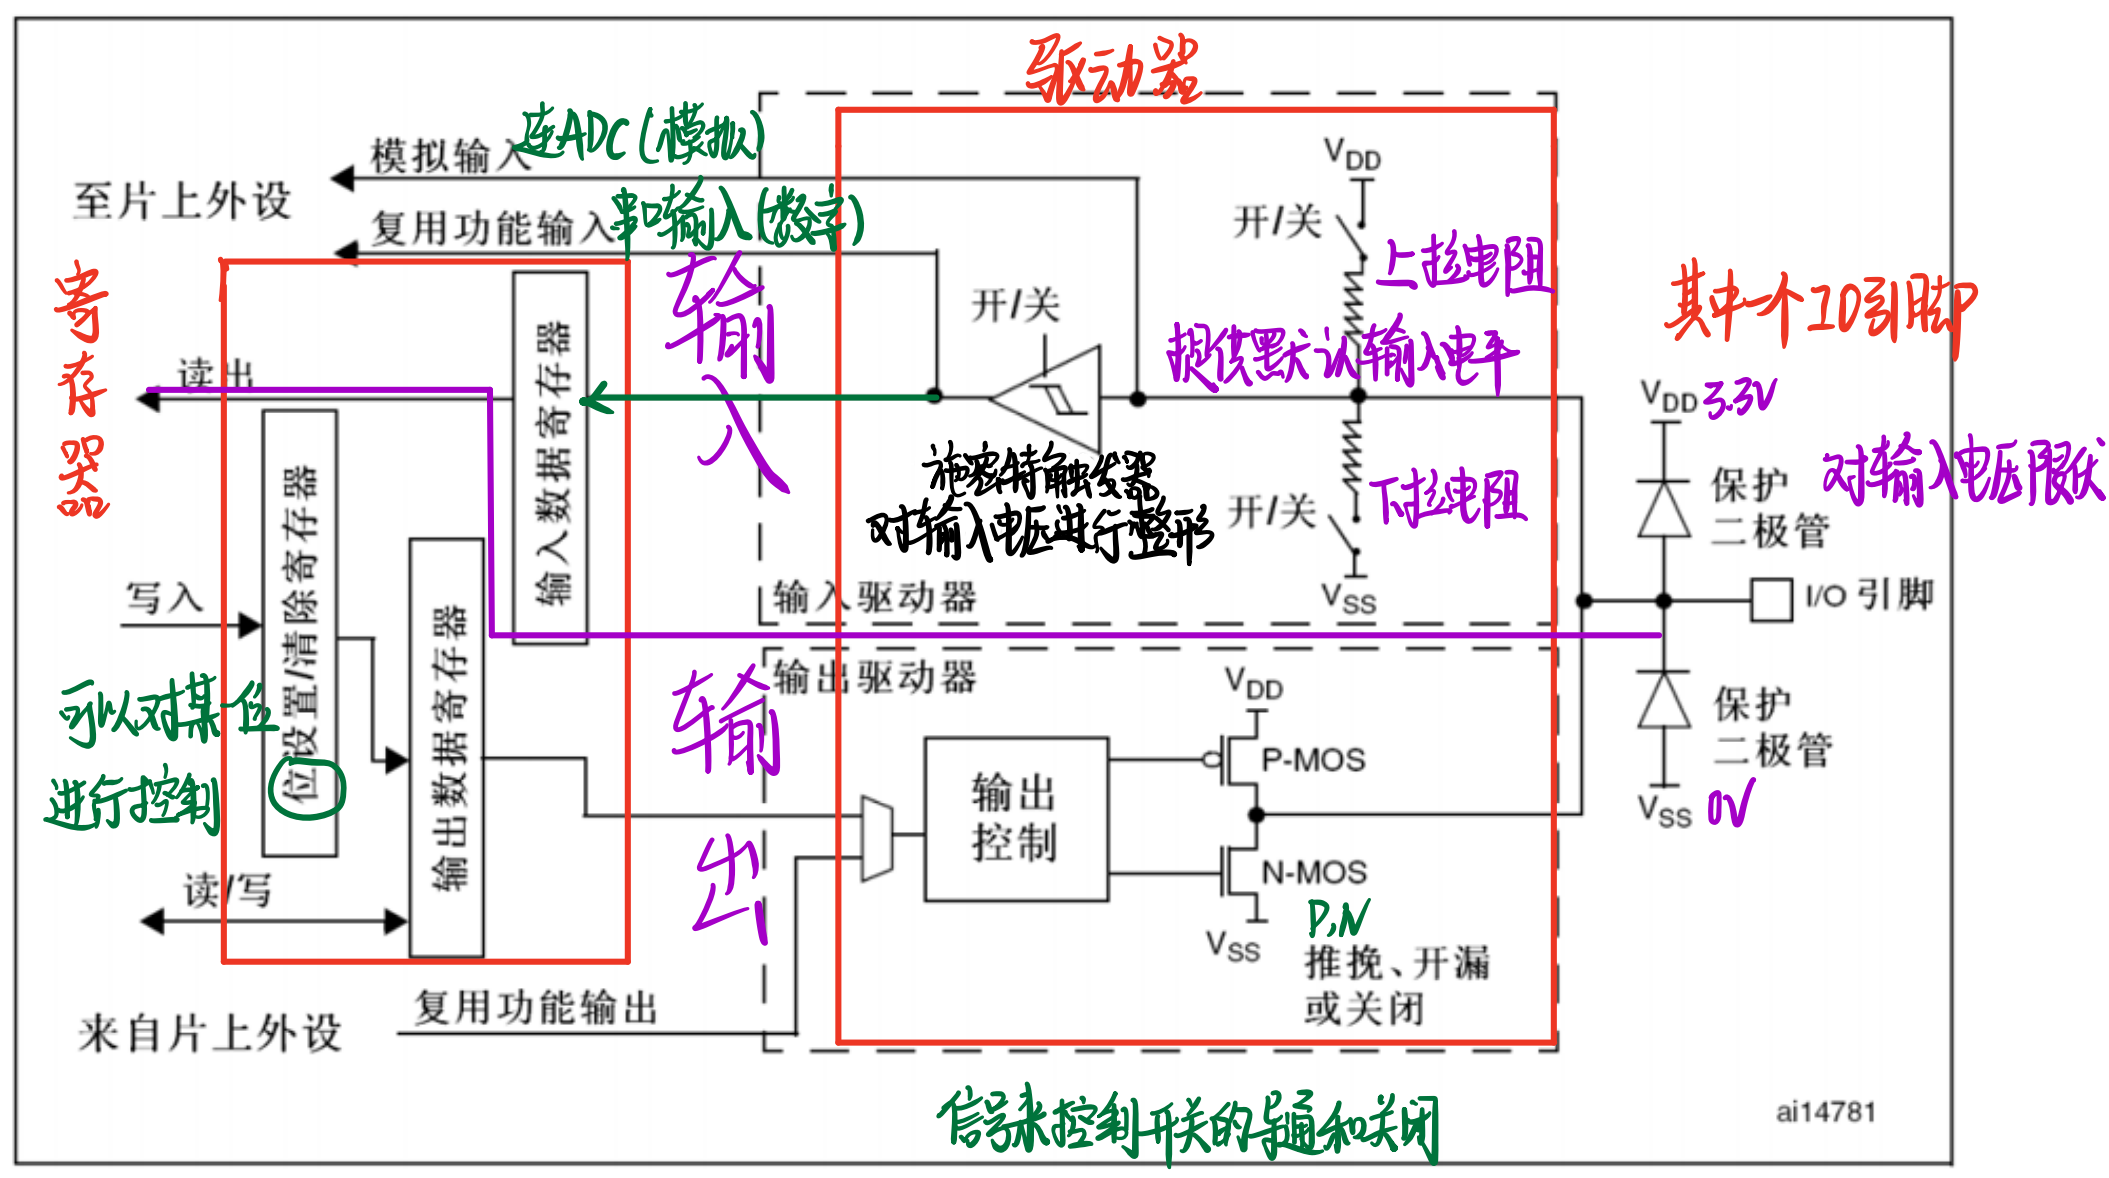 驱动器
连ADC(模拟)
模拟输入
至片上外设
串口输入(数字)
复用功能输入
VDD
开/关
上拉电阻
提供默认输入电平
其中一个IO引脚
寄存器
输入
开/关
读出
输入数据寄存器
VDD 3.3V
对输入电压限伏
保护
二极管
施密特触发器
对输入电压进行整形
下拉电阻
开/关
VSS
输入驱动器
I/O 引脚
写入
位设置/清除寄存器
输出数据寄存器
可以对某一位
进行控制
输出
输出驱动器
VDD
P-MOS
输出
控制
N-MOS
VSS
P,N
推挽、开漏
或关闭
保护
二极管
VSS 0V
读/写
复用功能输出
来自片上外设
信号来控制开关的导通和关闭
ai14781